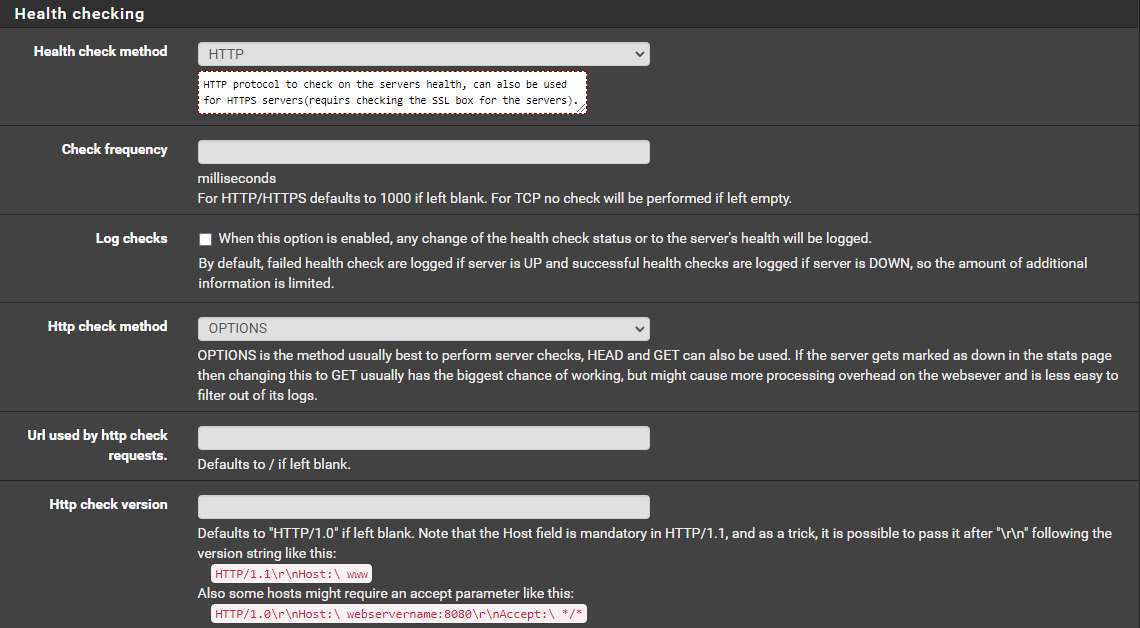 Health checking
Health check method
HTTP
HTTP protocol to check on the servers health, can also be used
for HTTPS servers(requirs checking the SSL box for the servers).
Check frequency
milliseconds
For HTTP/HTTPS defaults to 1000 if left blank. For TCP no check will be performed if left empty.
Log checks
When this option is enabled, any change of the health check status or to the server's health will be logged.
By default, failed health check are logged if server is UP and successful health checks are logged if server is DOWN, so the amount of additional
information is limited.
Http check method
OPTIONS
OPTIONS is the method usually best to perform server checks, HEAD and GET can also be used. If the server gets marked as down in the stats page
then changing this to GET usually has the biggest chance of working, but might cause more processing overhead on the websever and is less easy to
filter out of its logs.
Url used by http check
requests.
Defaults to / if left blank.
Http check version
Defaults to "HTTP/1.0" if left blank. Note that the Host field is mandatory in HTTP/1.1, and as a trick, it is possible to pass it after "\r\n" following the
version string like this:
HTTP/1.1\r\nHost:\ www
Also some hosts might require an accept parameter like this:
HTTP/1.0\r\nHost:\ webservername:8080\r\nAccept:\ */*